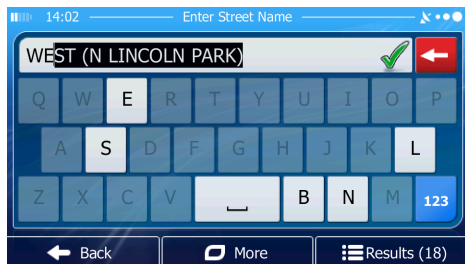 14:02 Enter Street Name
WEST (N LINCOLN PARK)
Q W E R T Y U I O P
A S D F G H J K L
Z X C V B N M 123
Back More Results (18)